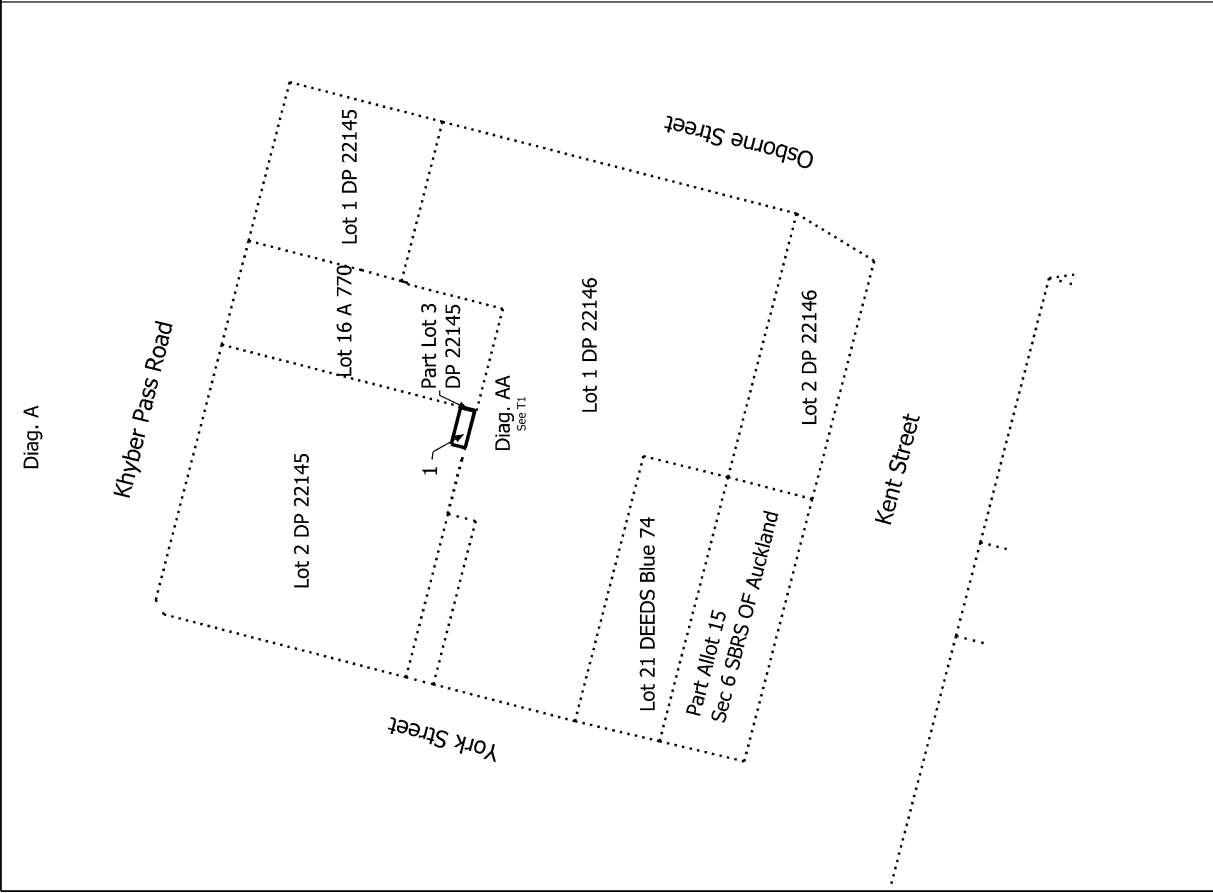 Diag. A
Khyber Pass Road
Lot 1 DP 22145
Lot 16 A 770
Lot 2 DP 22145
Part Lot 3
DP 22145
1
Diag. AA
See T1
Osborne Street
Lot 1 DP 22146
Lot 2 DP 22146
Lot 21 DEEDS Blue 74
Part Allot 15
Sec 6 SBRS OF Auckland
York Street
Kent Street